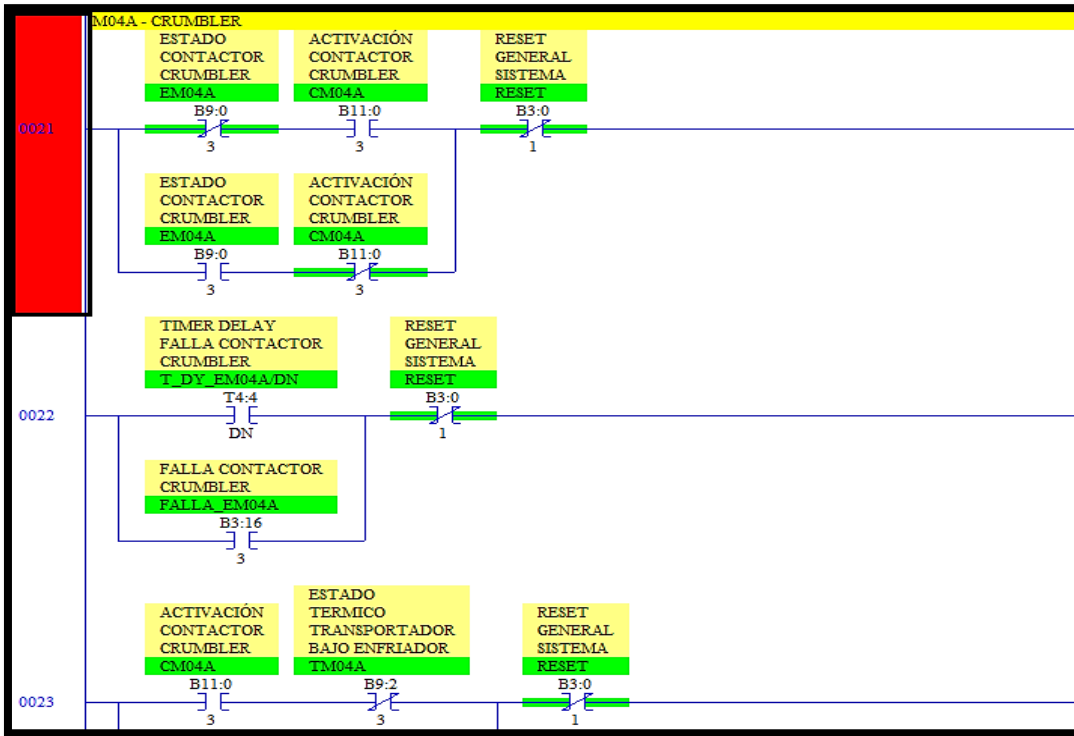 M04A - CRUMBLER
ESTADO CONTACTOR CRUMBLER
EM04A
B9:0
3
ACTIVACIÓN CONTACTOR CRUMBLER
CM04A
B11:0
3
RESET GENERAL SISTEMA
RESET
B3:0
1
0021
ESTADO CONTACTOR CRUMBLER
EM04A
B9:0
3
ACTIVACIÓN CONTACTOR CRUMBLER
CM04A
B11:0
3
TIMER DELAY
FALLA CONTACTOR
CRUMBLER
T_DY_EM04A/DN
T4:4
DN
RESET
GENERAL
SISTEMA
RESET
B3:0
1
0022
FALLA CONTACTOR
CRUMBLER
FALLA_EM04A
B3:16
3
ACTIVACIÓN
CONTACTOR
CRUMBLER
CM04A
B11:0
3
ESTADO
TERMICO
TRANSPORTADOR
BAJO ENFRIADOR
TM04A
B9:2
3
RESET
GENERAL
SISTEMA
RESET
B3:0
1
0023